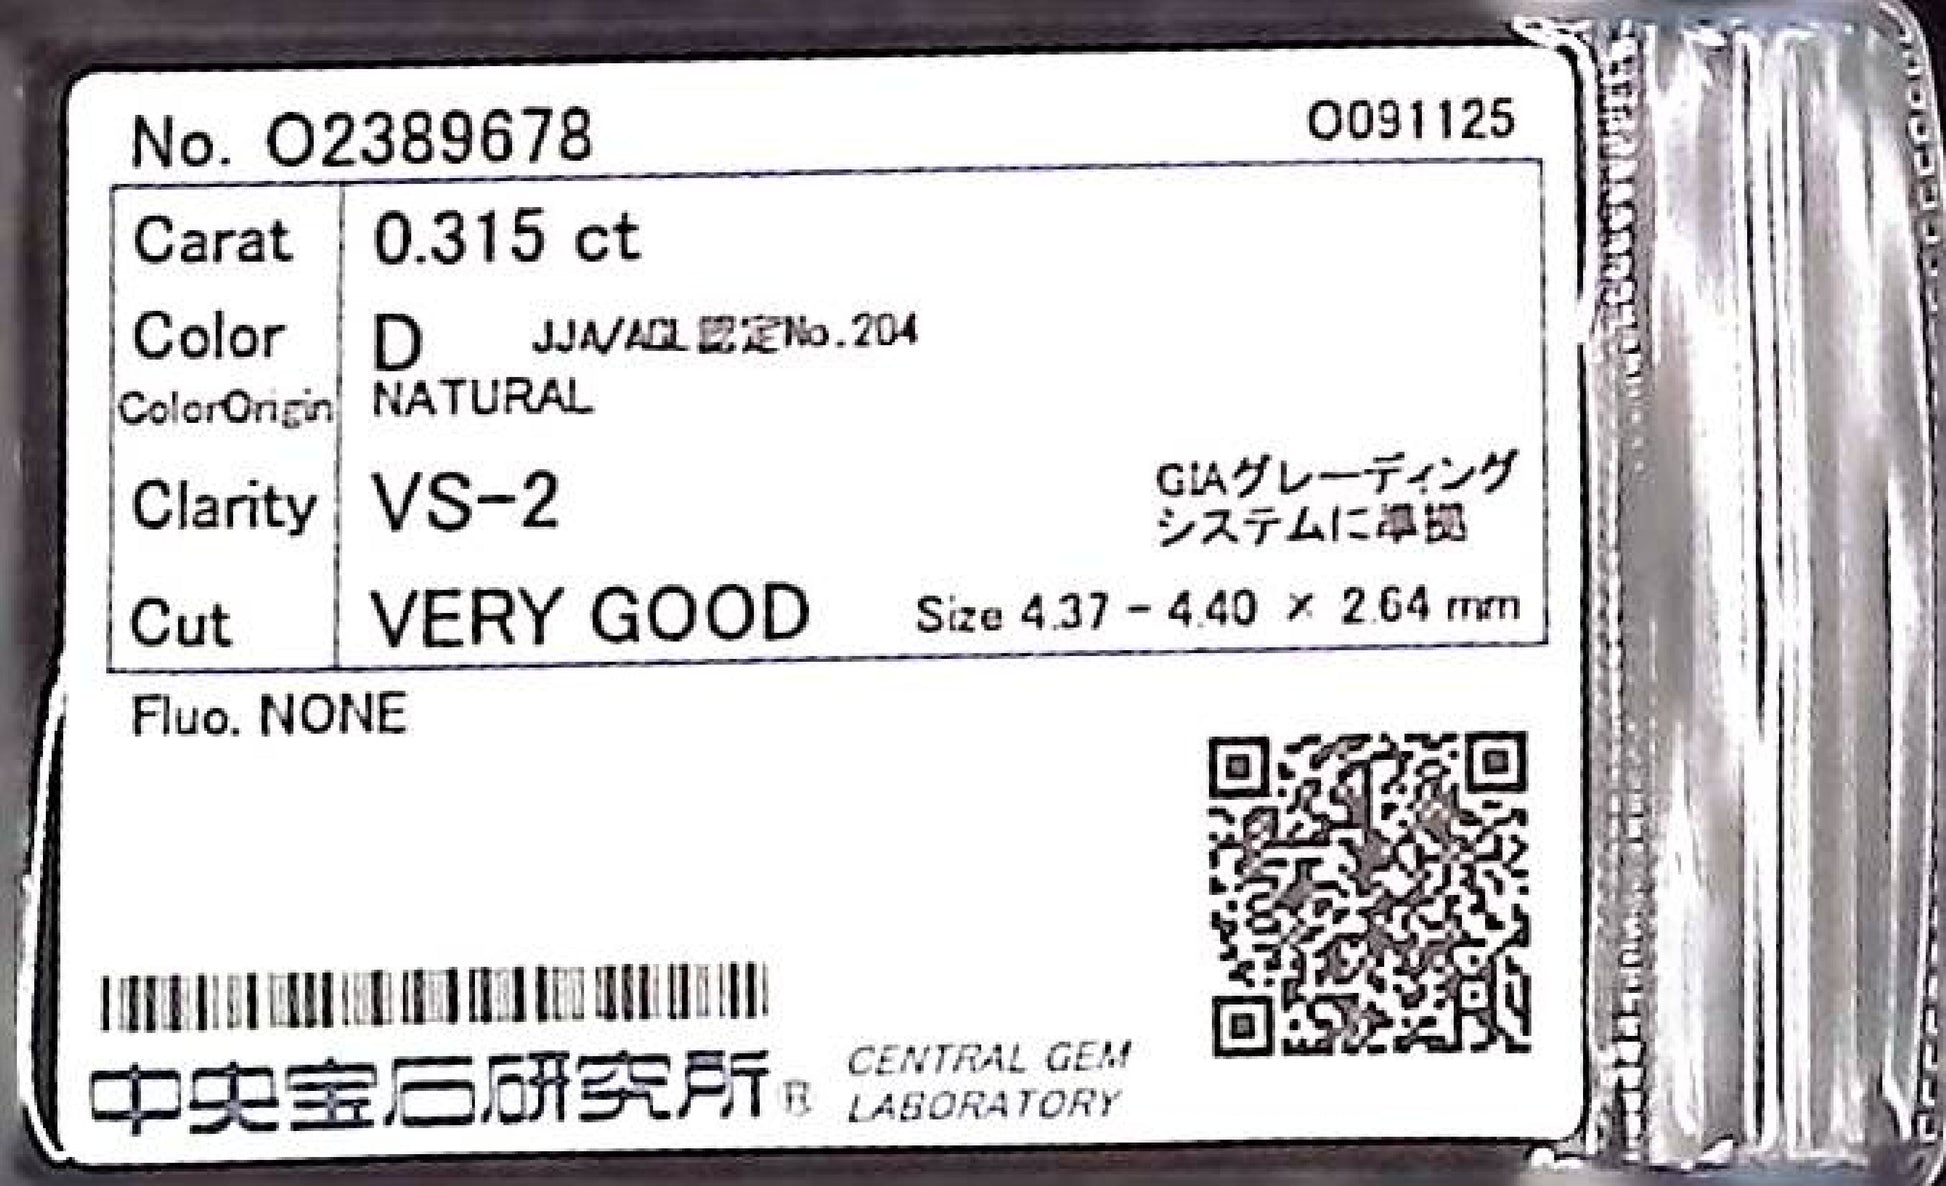 No. O2389678
O091125
Carat 0.315 ct
Color D JJA/AGL認定No.204
ColorOrigin NATURAL
Clarity VS-2
GIAグレーディング
システムに準拠
Cut VERY GOOD Size 4.37 - 4.40 × 2.64 mm
Fluo. NONE
中央宝石研究所® CENTRAL GEM
LABORATORY